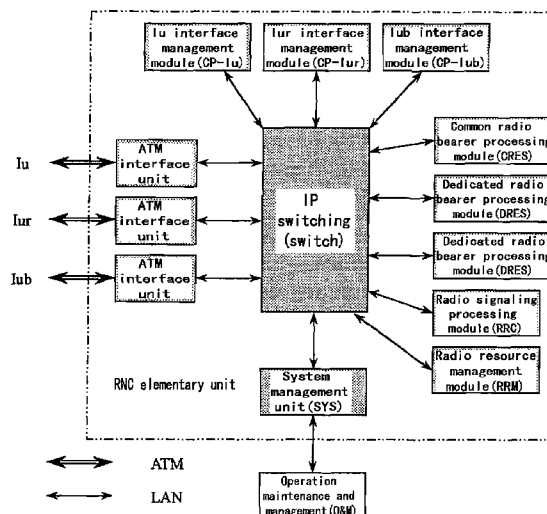 Iu interface
management
module(CP-Iu)
Iur interface
management
module(CP-Iur)
Iub interface
management
module(CP-Iub)
Iu
ATM
interface
unit
Iur
ATM
interface
unit
Iub
ATM
interface
unit
IP
switching
(switch)
Common radio
bearer processing
module(CRES)
Dedicated radio
bearer processing
module(DRES)
Dedicated radio
bearer processing
module(DRES)
Radio signaling
processing
module(RRC)
Radio resource
management
module(RRM)
RNC elementary unit
System
management
unit(SYS)
ATM
LAN
Operation
maintenance and
management(O&M)